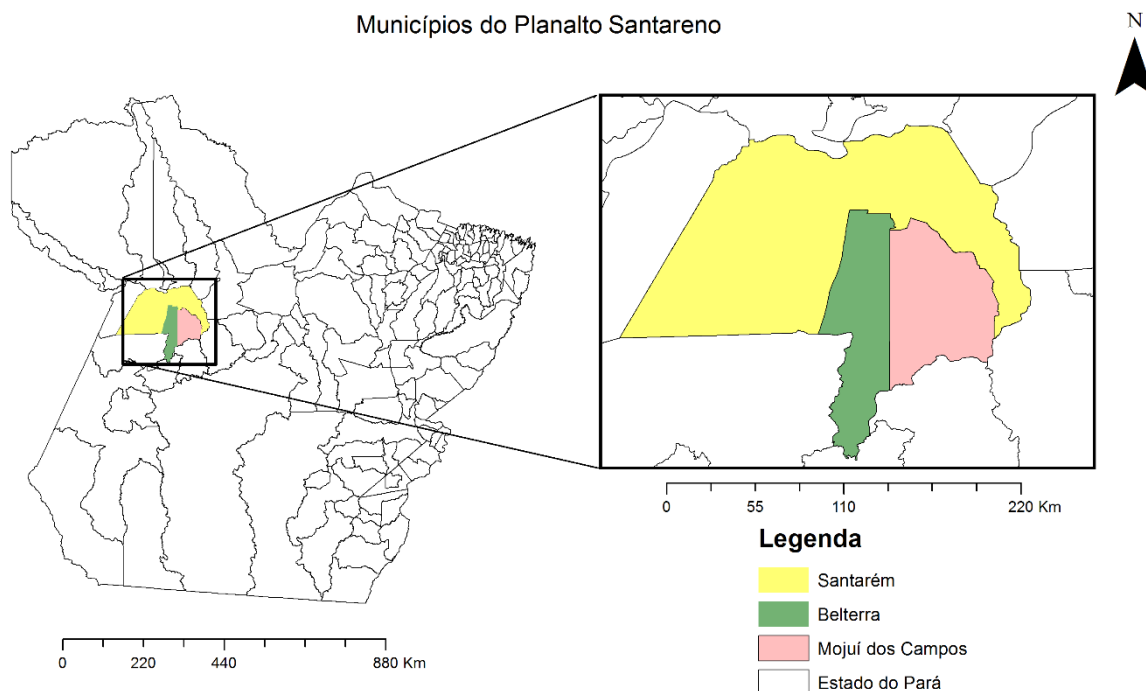 Municípios do Planalto Santareno
N
0 55 110 220 Km
Legenda
Santarém
Belterra
Mojuí dos Campos
Estado do Pará
0 220 440 880 Km